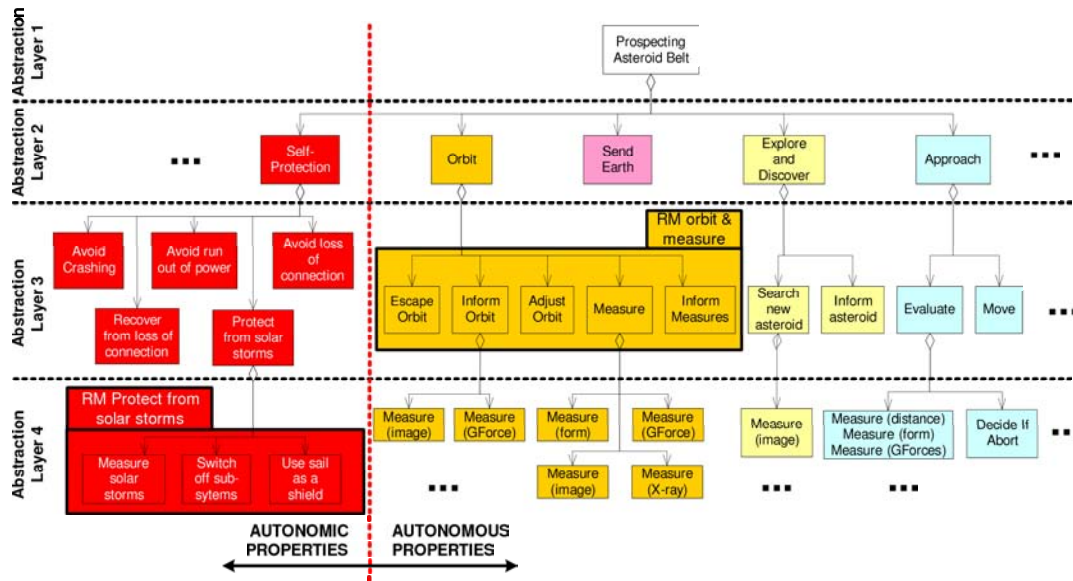 Abstraction
Layer 1
Prospecting
Asteroid Belt
Abstraction
Layer 2
...
Self-
Protection
Orbit
Send
Earth
Explore
and
Discover
Approach
...
Abstraction
Layer 3
Avoid
Crashing
Avoid run
out of power
Avoid loss
of
connection
Recover
from loss of
connection
Protect
from solar
storms
RM orbit &
measure
Escape
Orbit
Inform
Orbit
Adjust
Orbit
Measure
Inform
Measures
Search
new
asteroid
Inform
asteroid
Evaluate
Move
...
Abstraction
Layer 4
RM Protect from
solar storms
Measure
solar
storms
Switch
off sub-
sytems
Use sail
as a
shield
Measure
(image)
Measure
(GForce)
Measure
(form)
Measure
(GForce)
Measure
(image)
Measure
(X-ray)
...
Measure
(image)
...
Measure (distance)
Measure (form)
Measure (GForces)
...
Decide If
Abort
...
AUTONOMIC
PROPERTIES
AUTONOMOUS
PROPERTIES